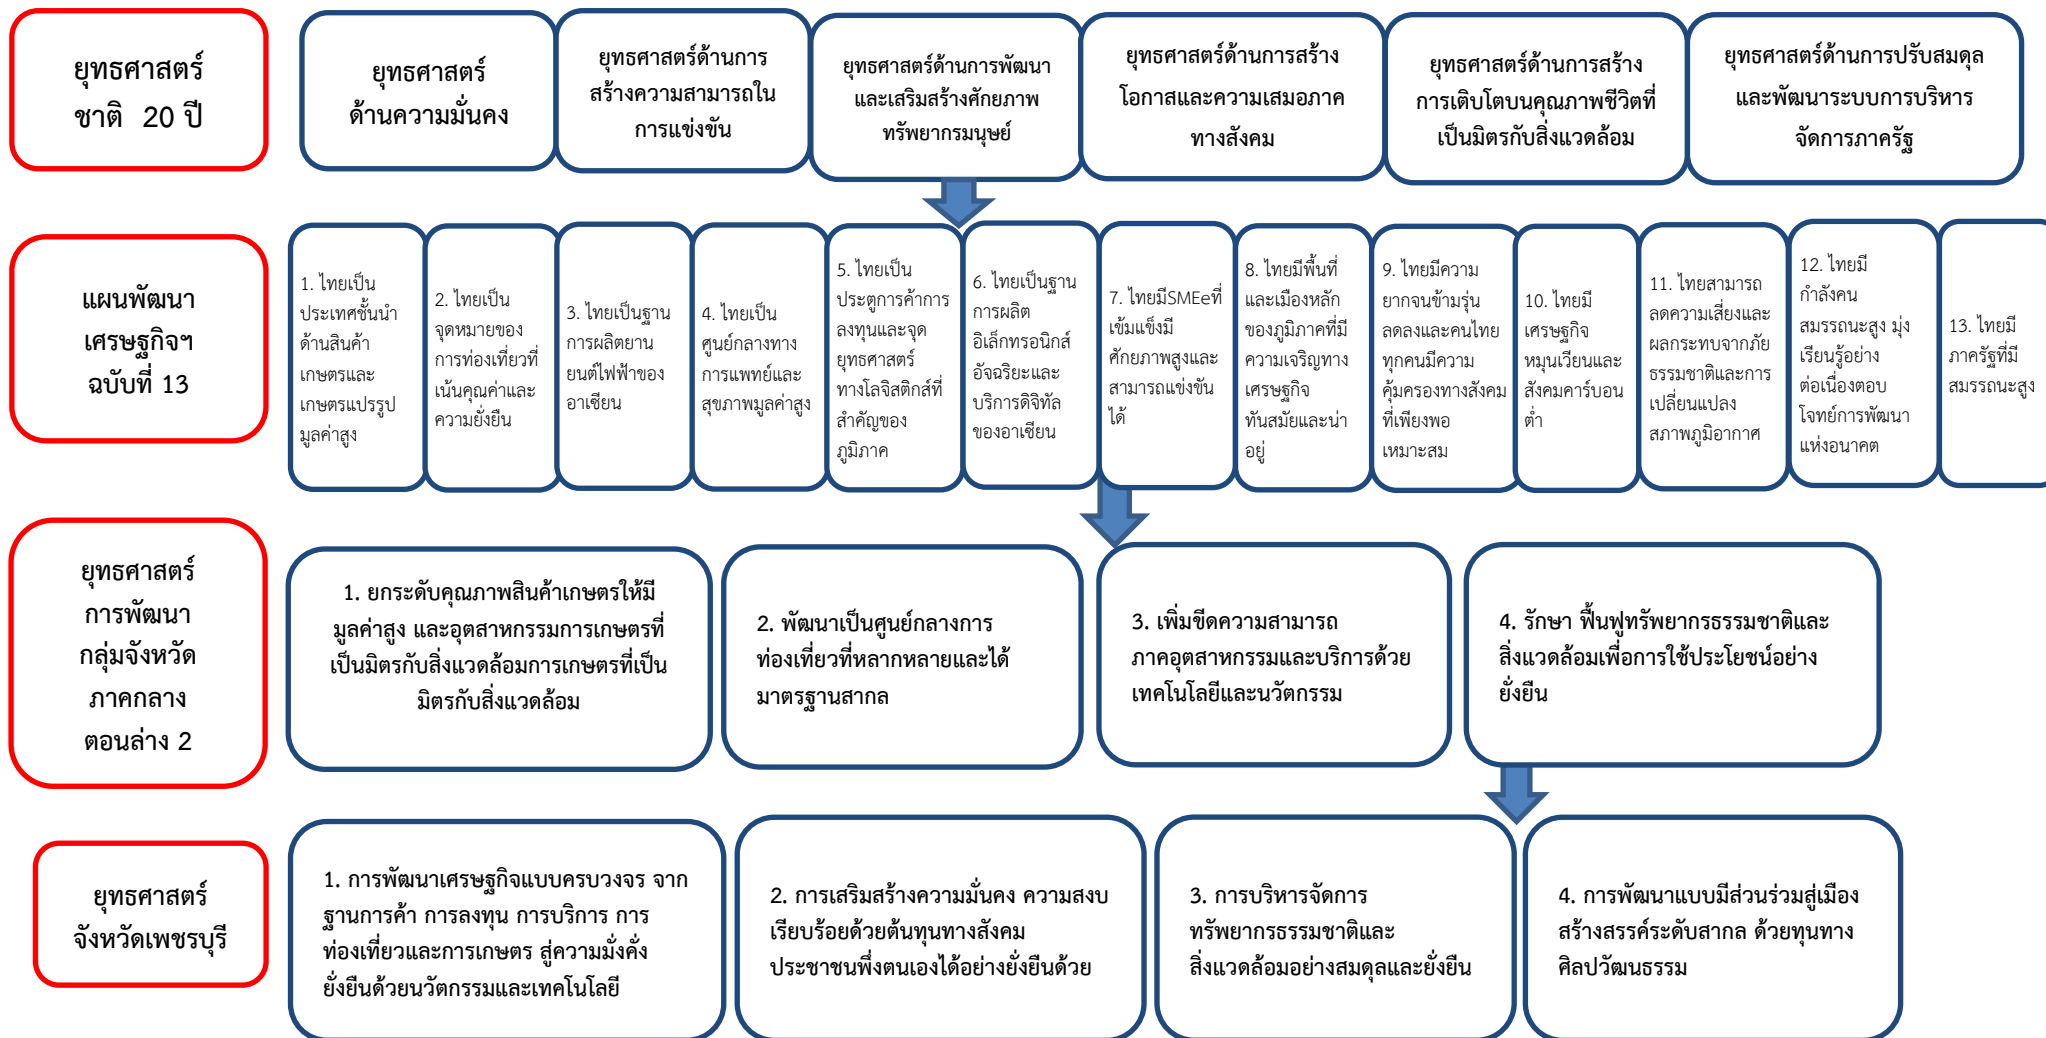 ยุทธศาสตร์
ชาติ  20 ปี
ยุทธศาสตร์
ด้านความมั่นคง
ยุทธศาสตร์ด้านการ
สร้างความสามารถใน
การแข่งขัน
ยุทธศาสตร์ด้านการพัฒนา
และเสริมสร้างศักยภาพ
ทรัพยากรมนุษย์
ยุทธศาสตร์ด้านการสร้าง
โอกาสและความเสมอภาค
ทางสังคม
ยุทธศาสตร์ด้านการสร้าง
การเติบโตบนคุณภาพชีวิตที่
เป็นมิตรกับสิ่งแวดล้อม
ยุทธศาสตร์ด้านการปรับสมดุล
และพัฒนาระบบการบริหาร
จัดการภาครัฐ
แผนพัฒนา
เศรษฐกิจฯ
ฉบับที่ 13
1. ไทยเป็น
ประเทศชั้นนำ
ด้านสินค้า
เกษตรและ
เกษตรแปรรูป
มูลค่าสูง
2. ไทยเป็น
จุดหมายของ
การท่องเที่ยวที่
เน้นคุณค่าและ
ความยั่งยืน
3. ไทยเป็นฐาน
การผลิตยาน
ยนต์ไฟฟ้าของ
อาเซียน
4. ไทยเป็น
ศูนย์กลางทาง
การแพทย์และ
สุขภาพมูลค่าสูง
5. ไทยเป็น
ประตูการค้าการ
ลงทุนและจุด
ยุทธศาสตร์
ทางโลจิสติกส์ที่
สำคัญของ
ภูมิภาค
6. ไทยเป็นฐาน
การผลิต
อิเล็กทรอนิกส์
อัจฉริยะและ
บริการดิจิทัล
ของอาเซียน
7. ไทยมีSMEeที่
เข้มแข็งมี
ศักยภาพสูงและ
สามารถแข่งขัน
ได้
8. ไทยมีพื้นที่
และเมืองหลัก
ของภูมิภาคที่มี
ความเจริญทาง
เศรษฐกิจ
ทันสมัยและน่า
อยู่
9. ไทยมีความ
ยากจนข้ามรุ่น
ลดลงและคนไทย
ทุกคนมีความ
คุ้มครองทางสังคม
ที่เพียงพอ
เหมาะสม
10. ไทยมี
เศรษฐกิจ
หมุนเวียนและ
สังคมคาร์บอน
ต่ำ
11. ไทยสามารถ
ลดความเสี่ยงและ
ผลกระทบจากภัย
ธรรมชาติและการ
เปลี่ยนแปลง
สภาพภูมิอากาศ
12. ไทยมี
กำลังคน
สมรรถนะสูง มุ่ง
เรียนรู้อย่าง
ต่อเนื่องตอบ
โจทย์การพัฒนา
แห่งอนาคต
13. ไทยมี
ภาครัฐที่มี
สมรรถนะสูง
ยุทธศาสตร์
การพัฒนา
กลุ่มจังหวัด
ภาคกลาง
ตอนล่าง 2
1. ยกระดับคุณภาพสินค้าเกษตรให้มี
มูลค่าสูง และอุตสาหกรรมการเกษตรที่
เป็นมิตรกับสิ่งแวดล้อมการเกษตรที่เป็น
มิตรกับสิ่งแวดล้อม
2. พัฒนาเป็นศูนย์กลางการ
ท่องเที่ยวที่หลากหลายและได้
มาตรฐานสากล
3. เพิ่มขีดความสามารถ
ภาคอุตสาหกรรมและบริการด้วย
เทคโนโลยีและนวัตกรรม
4. รักษา ฟื้นฟูทรัพยากรธรรมชาติและ
สิ่งแวดล้อมเพื่อการใช้ประโยชน์อย่าง
ยั่งยืน
ยุทธศาสตร์
จังหวัดเพชรบุรี
1. การพัฒนาเศรษฐกิจแบบครบวงจร จาก
ฐานการค้า การลงทุน การบริการ การ
ท่องเที่ยวและการเกษตร สู่ความมั่งคั่ง
ยั่งยืนด้วยนวัตกรรมและเทคโนโลยี
2. การเสริมสร้างความมั่นคง ความสงบ
เรียบร้อยด้วยต้นทุนทางสังคม
ประชาชนพึ่งตนเองได้อย่างยั่งยืนด้วย
3. การบริหารจัดการ
ทรัพยากรธรรมชาติและ
สิ่งแวดล้อมอย่างสมดุลและยั่งยืน
4. การพัฒนาแบบมีส่วนร่วมสู่เมือง
สร้างสรรค์ระดับสากล ด้วยทุนทาง
ศิลปวัฒนธรรม